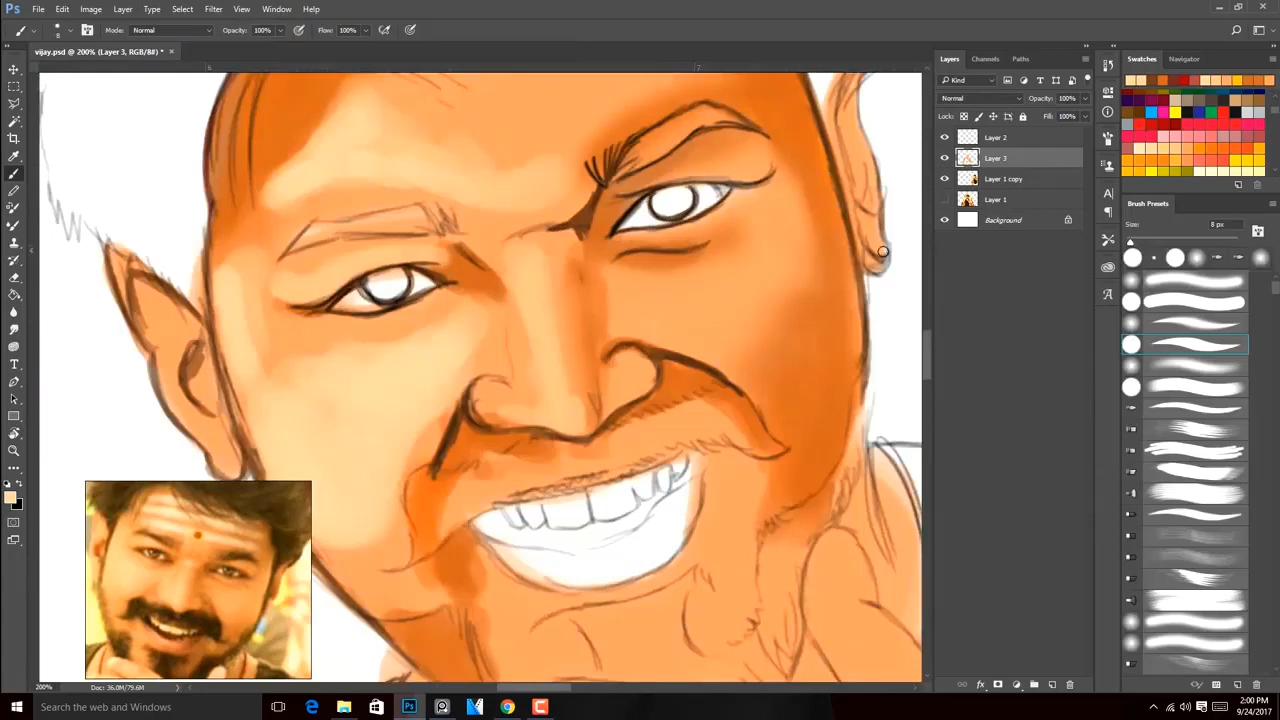 Ps File Edit Image Layer Type Select Filter View Window Help
8 Mode: Normal Opacity: 100% Flow: 100%
vijay.psd @ 200% (Layer 3, RGB/8#) * ×
6 7
Layers Channels Paths
Kind
Normal Opacity: 100%
Lock: Fill: 100%
Layer 2
Layer 3
Layer 1 copy
Layer 1
Background
Swatches Navigator
Brush Presets
Size: 8 px
200% Doc: 36.0M/79.6M
Search Windows
2:00 PM
9/24/2017